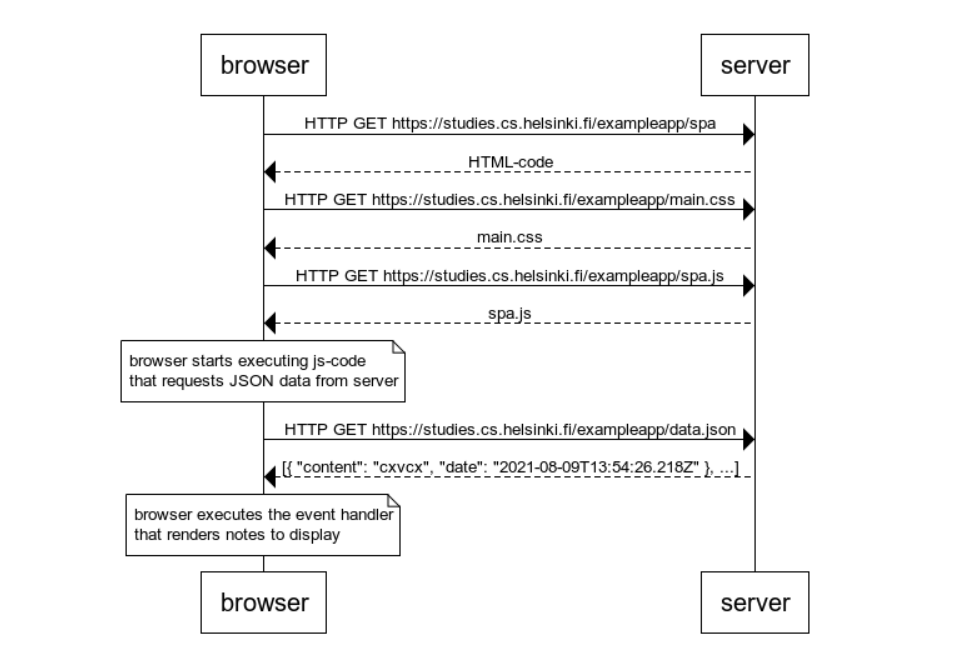 browser
server
HTTP GET https://studies.cs.helsinki.fi/exampleapp/spa
HTML-code
HTTP GET https://studies.cs.helsinki.fi/exampleapp/main.css
main.css
HTTP GET https://studies.cs.helsinki.fi/exampleapp/spa.js
spa.js
browser starts executing js-code
that requests JSON data from server
HTTP GET https://studies.cs.helsinki.fi/exampleapp/data.json
[{ "content": "cxvcx", "date": "2021-08-09T13:54:26.218Z" }, ...]
browser executes the event handler
that renders notes to display
browser
server